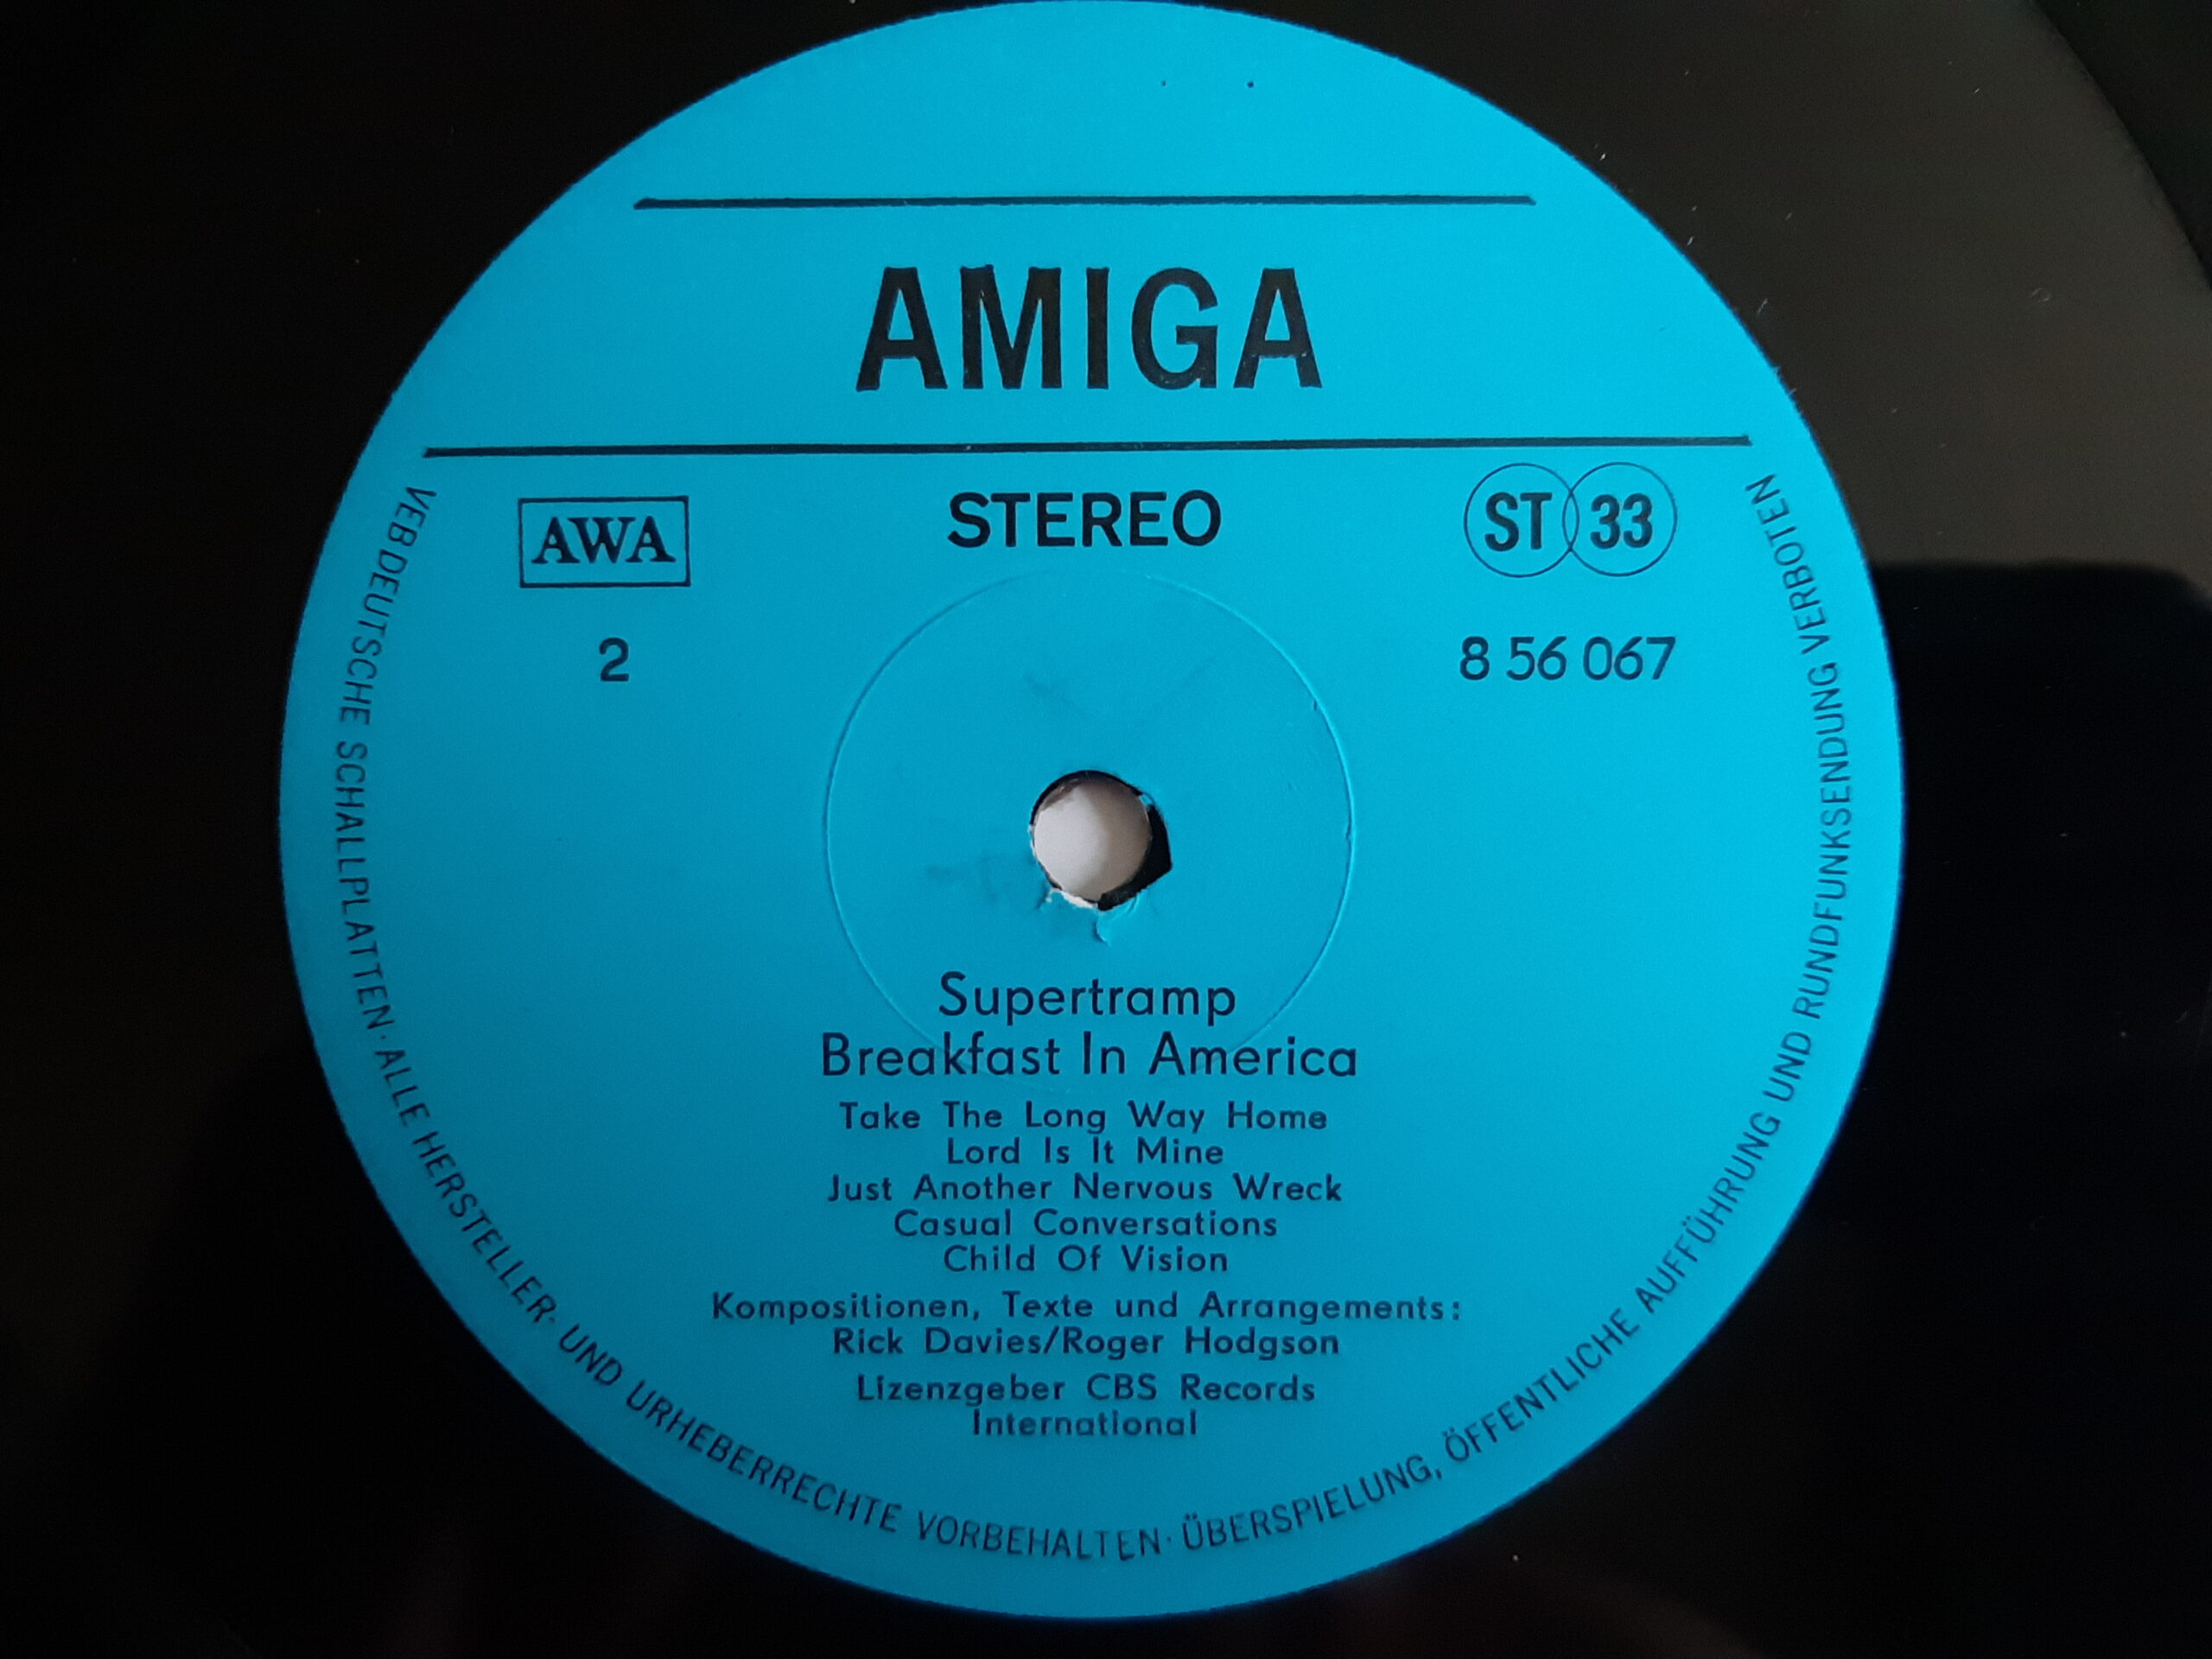 AMIGA
AWA
STEREO
ST 33
2
8 56 067
Supertramp
Breakfast In America
Take The Long Way Home
Lord Is It Mine
Just Another Nervous Wreck
Casual Conversations
Child Of Vision
Kompositionen, Texte und Arrangements:
Rick Davies/Roger Hodgson
Lizenzgeber CBS Records
International
VEB DEUTSCHE SCHALLPLATTEN · ALLE HERSTELLER- UND URHEBERRECHTE VORBEHALTEN · ÜBERSPIELUNG, ÖFFENTLICHE AUFFÜHRUNG UND RUNDFUNKSENDUNG VERBOTEN